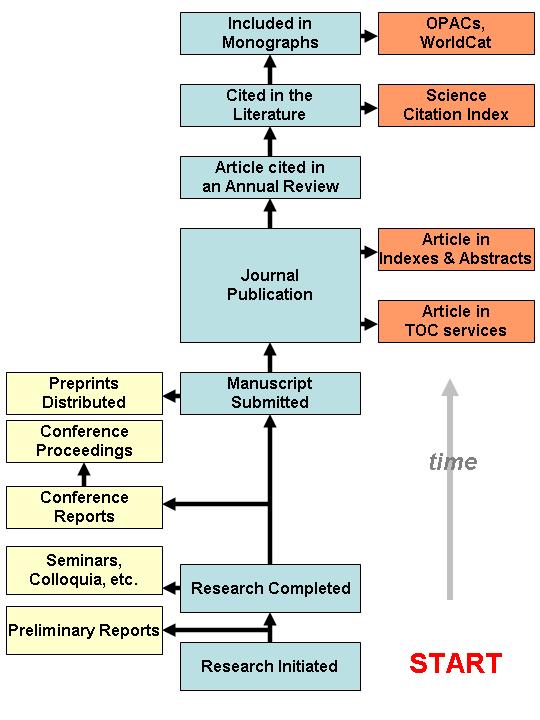 Included in
Monographs
OPACs,
WorldCat
Cited in the
Literature
Science
Citation Index
Article cited in
an Annual Review
Journal
Publication
Article in
Indexes & Abstracts
Article in
TOC services
Preprints
Distributed
Manuscript
Submitted
Conference
Proceedings
time
Conference
Reports
Seminars,
Colloquia, etc.
Research Completed
Preliminary Reports
Research Initiated
START